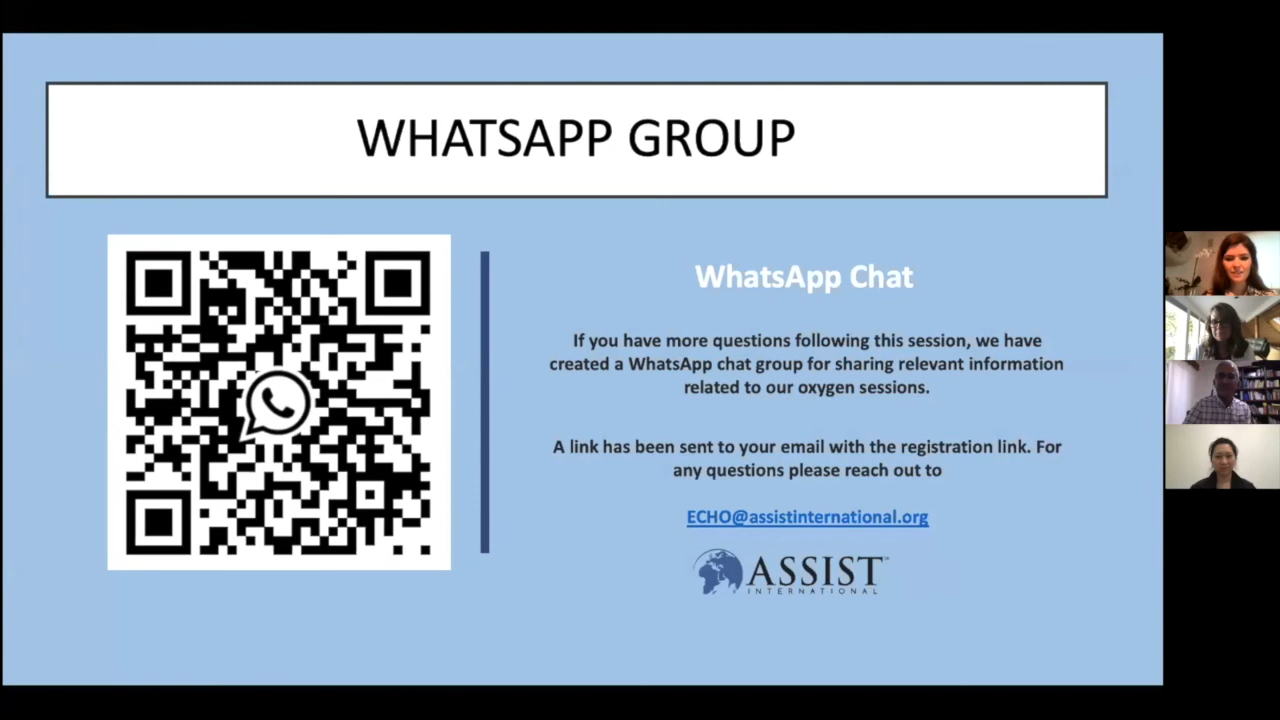 WHATSAPP GROUP
WhatsApp Chat
If you have more questions following this session, we have
created a WhatsApp chat group for sharing relevant information
related to our oxygen sessions.
A link has been sent to your email with the registration link. For
any questions please reach out to
ECHO@assistinternational.org
ASSIST™
INTERNATIONAL